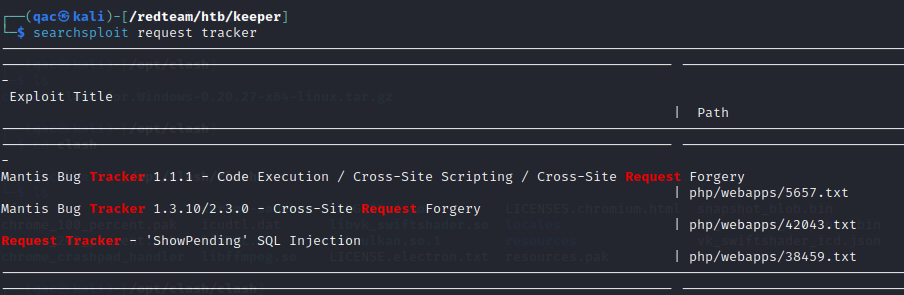 ┌──(qac㉿kali)-[/redteam/htb/keeper]
└─$ searchsploit request tracker
-
Exploit Title
| Path
-
Mantis Bug Tracker 1.1.1 - Code Execution / Cross-Site Scripting / Cross-Site Request Forgery
| php/webapps/5657.txt
Mantis Bug Tracker 1.3.10/2.3.0 - Cross-Site Request Forgery
| php/webapps/42043.txt
Request Tracker - 'ShowPending' SQL Injection
| php/webapps/38459.txt